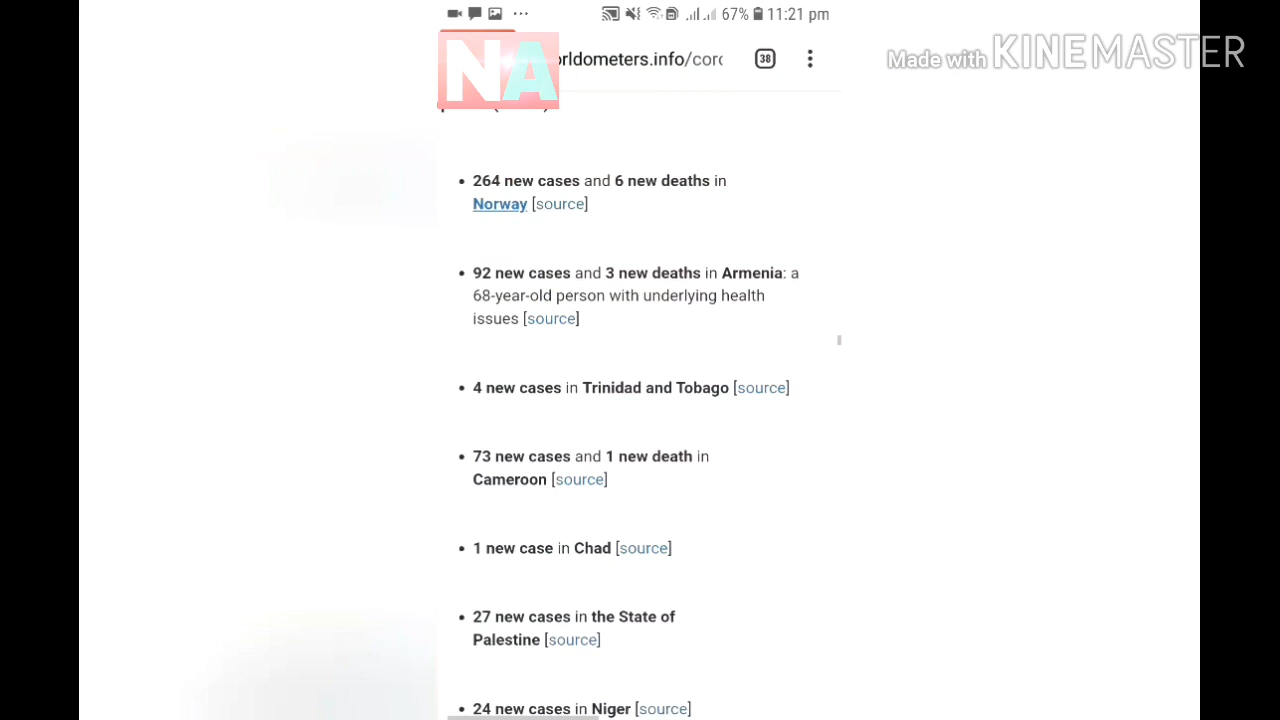 67% 11:21 pm
NA
orldometers.info/coro
38
Made with KINEMASTER
• 264 new cases and 6 new deaths in
Norway [source]
• 92 new cases and 3 new deaths in Armenia: a
68-year-old person with underlying health
issues [source]
• 4 new cases in Trinidad and Tobago [source]
• 73 new cases and 1 new death in
Cameroon [source]
• 1 new case in Chad [source]
• 27 new cases in the State of
Palestine [source]
• 24 new cases in Niger [source]